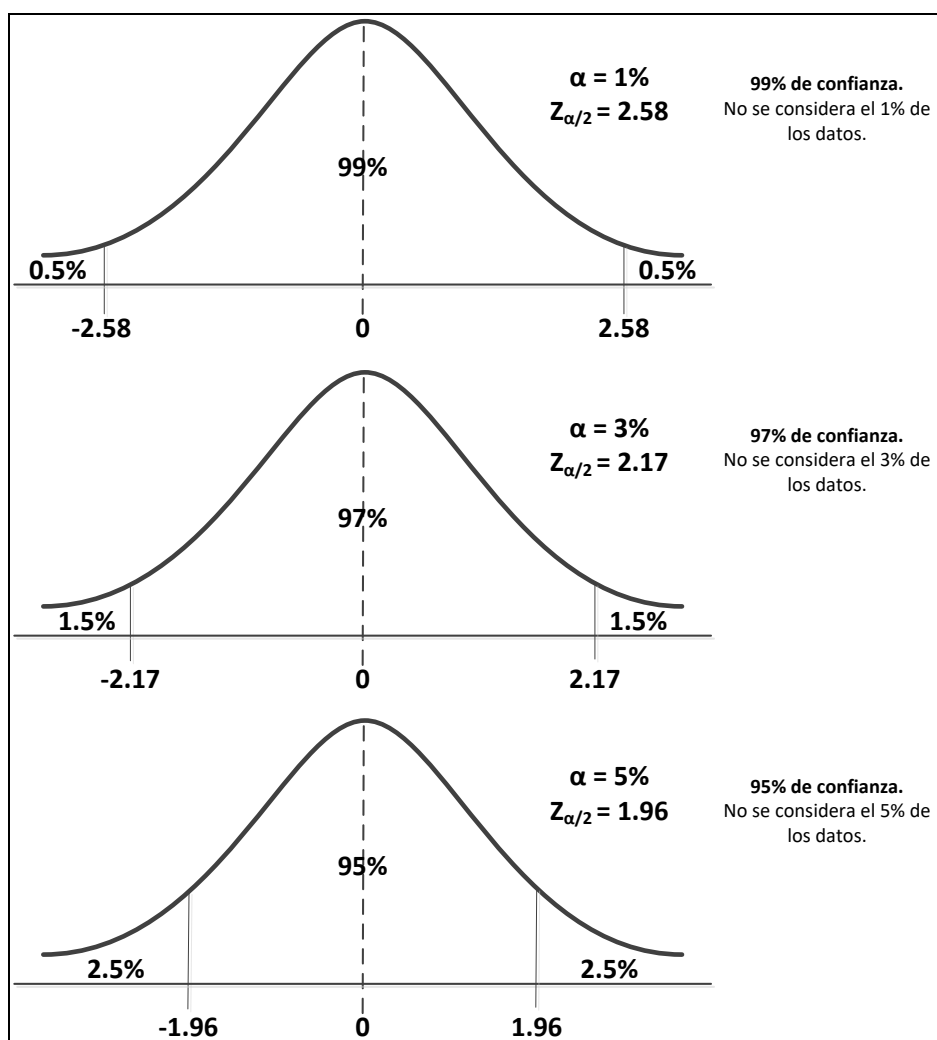 α = 1%
Zα/2 = 2.58
99% de confianza.
No se considera el 1% de
los datos.
99%
0.5%
0.5%
-2.58
0
2.58
α = 3%
Zα/2 = 2.17
97% de confianza.
No se considera el 3% de
los datos.
97%
1.5%
1.5%
-2.17
0
2.17
α = 5%
Zα/2 = 1.96
95% de confianza.
No se considera el 5% de
los datos.
95%
2.5%
2.5%
-1.96
0
1.96